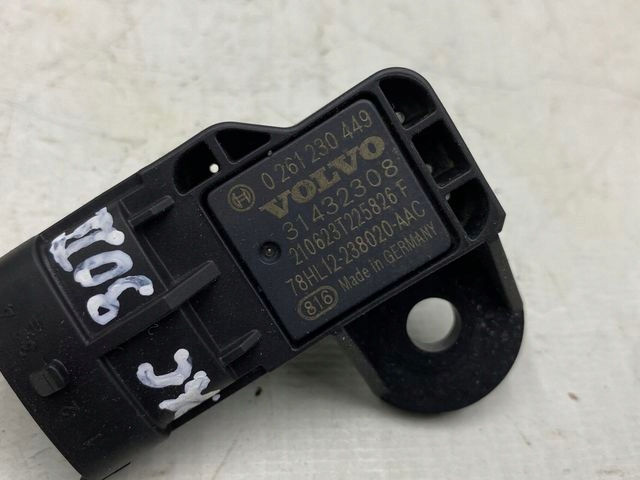 0 261 230 449
VOLVO
31432308
210623T225826 F
78HL12-238020-AAC
816 Made in GERMANY